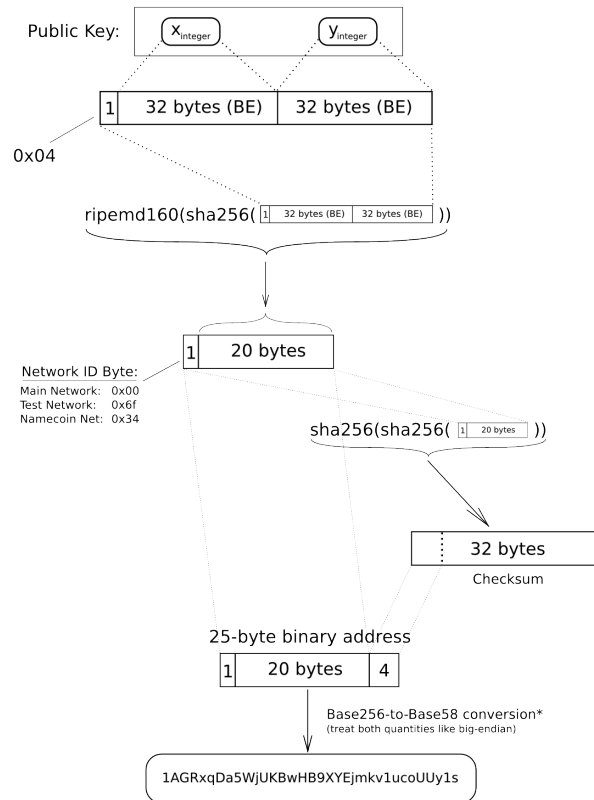 Public Key:
x integer
y integer
1
32 bytes (BE)
32 bytes (BE)
0x04
ripemd160(sha256( 1 32 bytes (BE) 32 bytes (BE) ))
1
20 bytes
Network ID Byte:
Main Network: 0x00
Test Network: 0x6f
Namecoin Net: 0x34
sha256(sha256( 1 20 bytes ))
32 bytes
Checksum
25-byte binary address
1
20 bytes
4
Base256-to-Base58 conversion*
(treat both quantities like big-endian)
1AGRxqDa5WjUKBwHB9XYEjmkv1ucoUUy1s